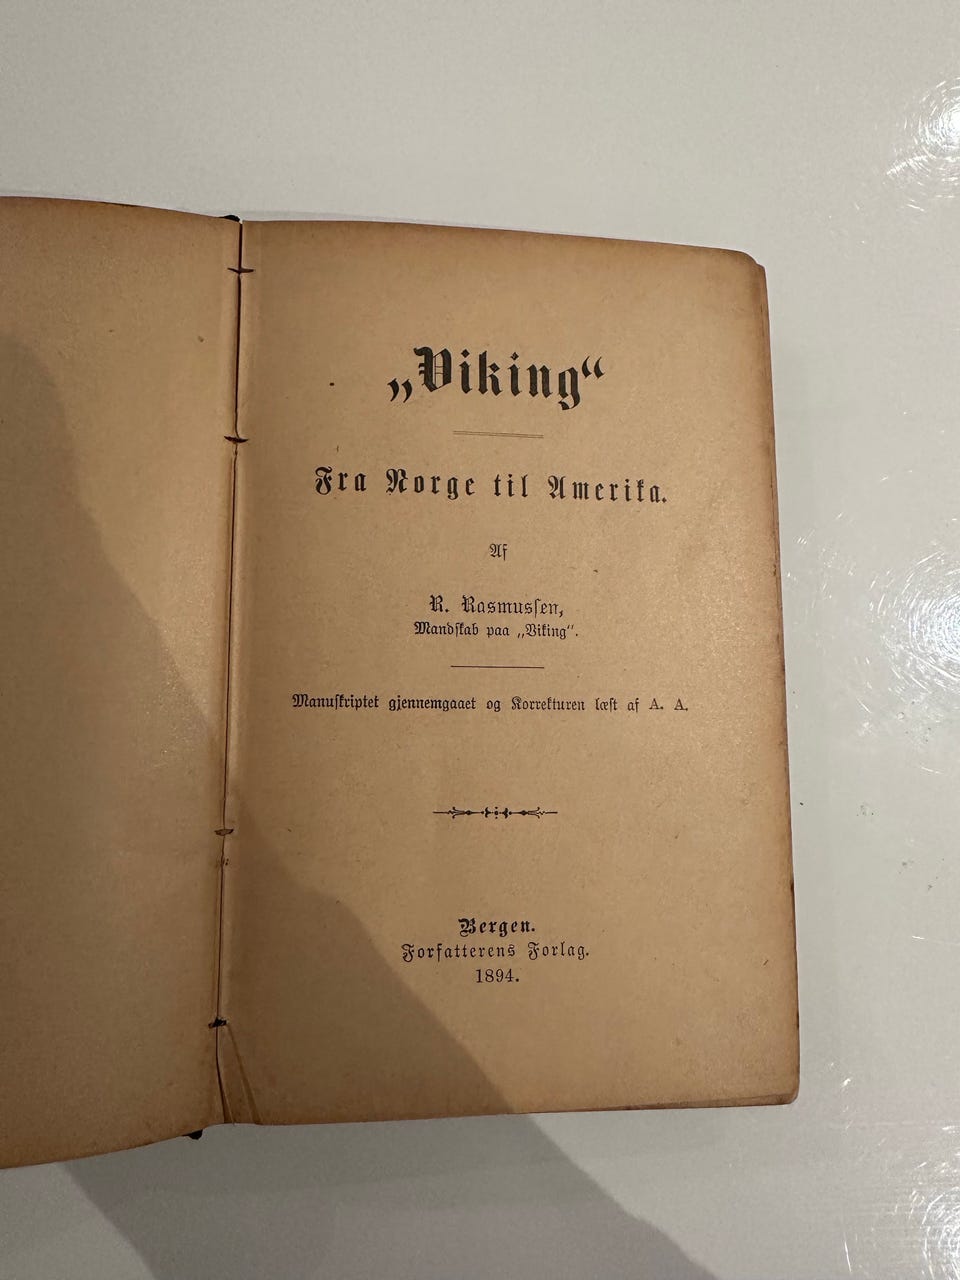 „Viking“
Fra Norge til Amerika.
Af
R. Rasmussen,
Mandskab paa „Viking“.
Manuskriptet gjennemgaaet og Korrekturen læst af A. A.
Bergen.
Forfatterens Forlag.
1894.